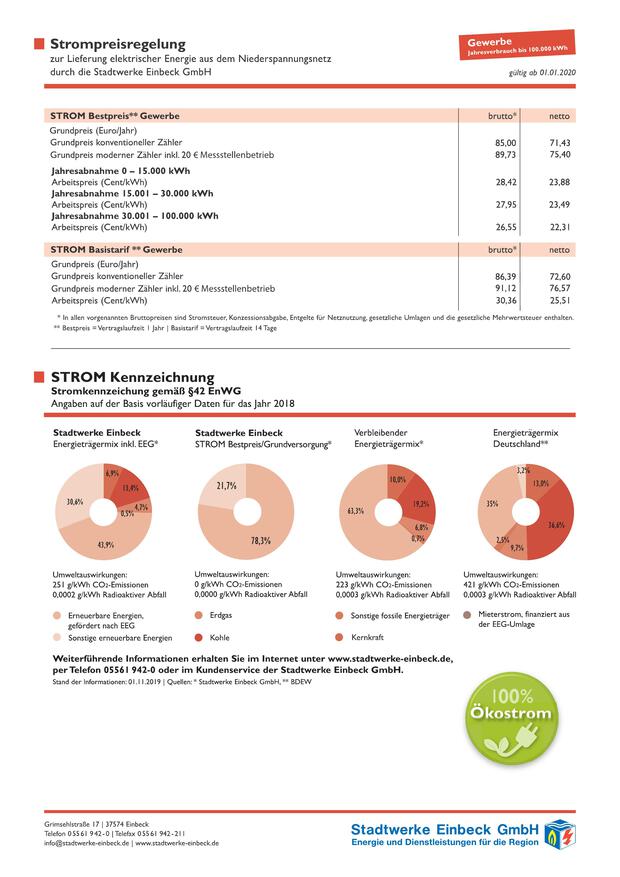 Strompreisregelung
zur Lieferung elektrischer Energie aus dem Niederspannungsnetz
durch die Stadtwerke Einbeck GmbH
Gewerbe
Jahresverbrauch bis 100.000 kWh
gültig ab 01.01.2020
STROM Bestpreis** Gewerbe brutto* netto
Grundpreis (Euro/Jahr)
Grundpreis konventioneller Zähler 85,00 71,43
Grundpreis moderner Zähler inkl. 20 € Messstellenbetrieb 89,73 75,40
Jahresabnahme 0 – 15.000 kWh
Arbeitspreis (Cent/kWh) 28,42 23,88
Jahresabnahme 15.001 – 30.000 kWh
Arbeitspreis (Cent/kWh) 27,95 23,49
Jahresabnahme 30.001 – 100.000 kWh
Arbeitspreis (Cent/kWh) 26,55 22,31
STROM Basistarif ** Gewerbe brutto* netto
Grundpreis (Euro/Jahr)
Grundpreis konventioneller Zähler 86,39 72,60
Grundpreis moderner Zähler inkl. 20 € Messstellenbetrieb 91,12 76,57
Arbeitspreis (Cent/kWh) 30,36 25,51
* In allen vorgenannten Bruttopreisen sind Stromsteuer, Konzessionsabgabe, Entgelte für Netznutzung, gesetzliche Umlagen und die gesetzliche Mehrwertsteuer enthalten.
** Bestpreis = Vertragslaufzeit 1 Jahr | Basistarif = Vertragslaufzeit 14 Tage
STROM Kennzeichnung
Stromkennzeichnung gemäß §42 EnWG
Angaben auf der Basis vorläufiger Daten für das Jahr 2018
Stadtwerke Einbeck
Energieträgermix inkl. EEG*
6,9%
13,4%
4,7%
0,5%
43,9%
30,6%
Umweltauswirkungen:
251 g/kWh CO2-Emissionen
0,0002 g/kWh Radioaktiver Abfall
Stadtwerke Einbeck
STROM Bestpreis/Grundversorgung*
21,7%
78,3%
Umweltauswirkungen:
0 g/kWh CO2-Emissionen
0,0000 g/kWh Radioaktiver Abfall
Verbleibender
Energieträgermix*
10,0%
19,2%
6,8%
0,7%
63,3%
Umweltauswirkungen:
223 g/kWh CO2-Emissionen
0,0003 g/kWh Radioaktiver Abfall
Energieträgermix
Deutschland**
3,2%
13,0%
36,6%
9,7%
2,5%
35%
Umweltauswirkungen:
421 g/kWh CO2-Emissionen
0,0003 g/kWh Radioaktiver Abfall
Erneuerbare Energien,
gefördert nach EEG
Sonstige erneuerbare Energien
Erdgas
Kohle
Sonstige fossile Energieträger
Kernkraft
Mieterstrom, finanziert aus
der EEG-Umlage
Weiterführende Informationen erhalten Sie im Internet unter www.stadtwerke-einbeck.de,
per Telefon 05561 942-0 oder im Kundenservice der Stadtwerke Einbeck GmbH.
Stand der Informationen: 01.11.2019 | Quellen: * Stadtwerke Einbeck GmbH, ** BDEW
100%
Ökostrom
Grimsehlstraße 17 | 37574 Einbeck
Telefon 05561 942-0 | Telefax 05561 942-211
info@stadtwerke-einbeck.de | www.stadtwerke-einbeck.de
Stadtwerke Einbeck GmbH
Energie und Dienstleistungen für die Region